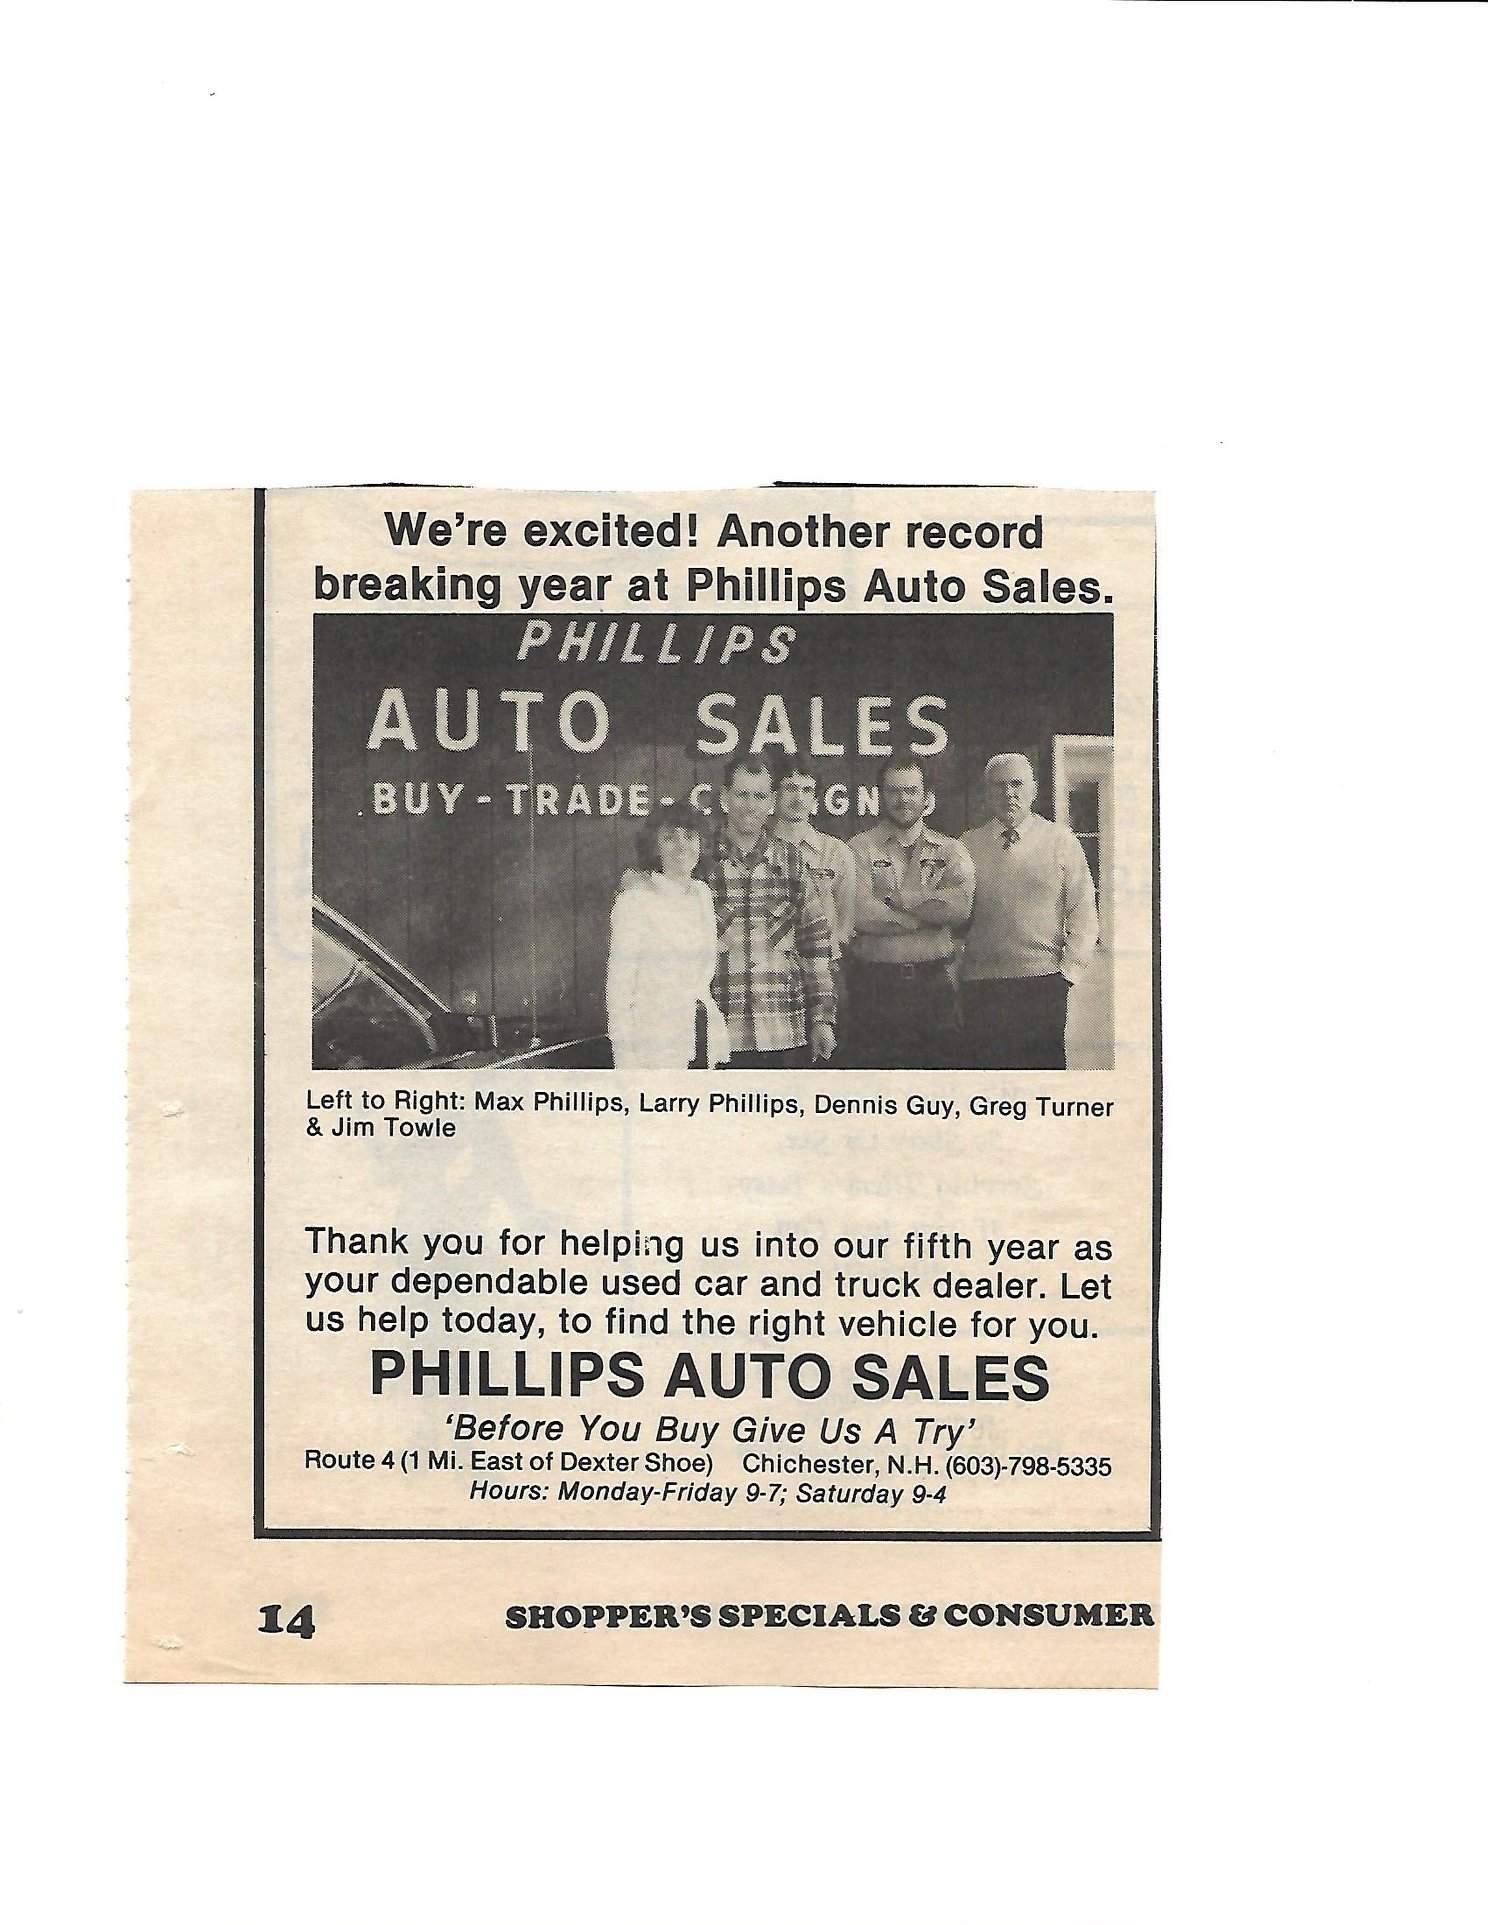 We're excited! Another record
breaking year at Phillips Auto Sales.
PHILLIPS
AUTO SALES
BUY-TRADE-
Left to Right: Max Phillips, Larry Phillips, Dennis Guy, Greg Turner
& Jim Towle
Thank you for helping us into our fifth year as
your dependable used car and truck dealer. Let
us help today, to find the right vehicle for you.
PHILLIPS AUTO SALES
'Before You Buy Give Us A Try'
Route 4 (1 Mi. East of Dexter Shoe) Chichester, N.H. (603)-798-5335
Hours: Monday-Friday 9-7; Saturday 9-4
14 SHOPPER'S SPECIALS & CONSUMER